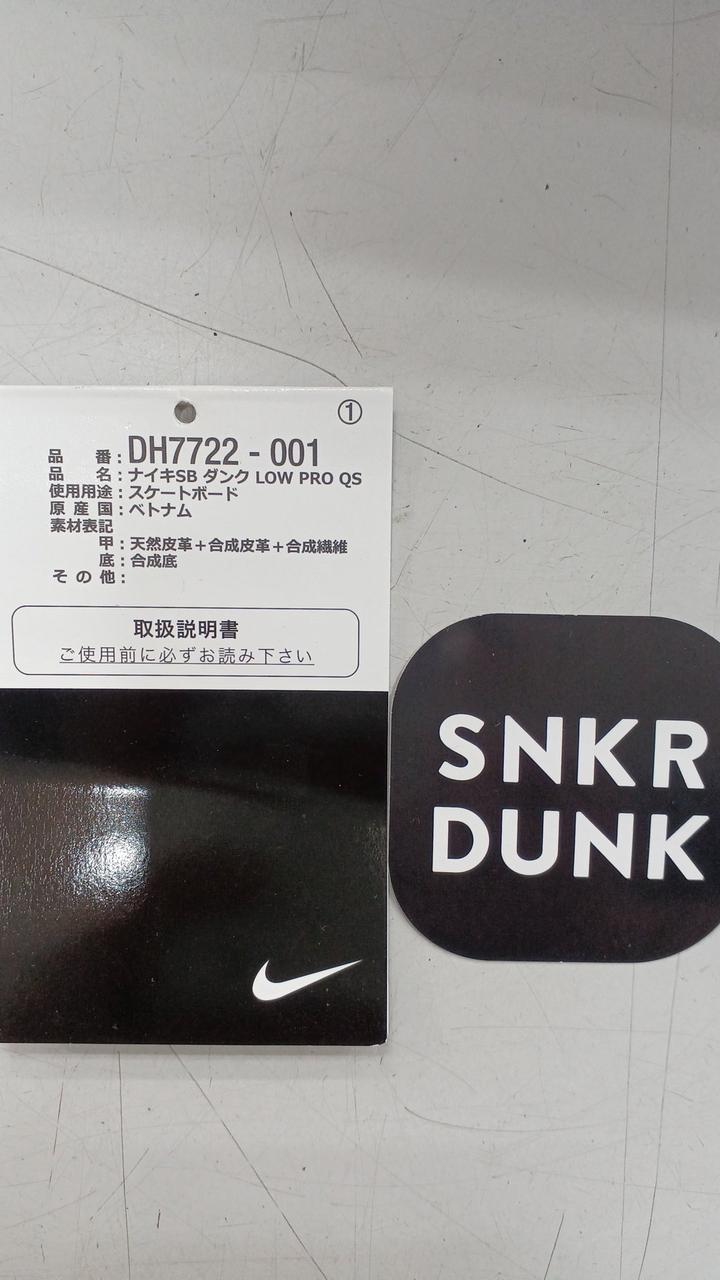 ①
品 番：DH7722 - 001
品 名：ナイキSB ダンク LOW PRO QS
使用用途：スケートボード
原 産 国：ベトナム
素材表記
甲：天然皮革＋合成皮革＋合成繊維
底：合成底
そ の 他：
取扱説明書
ご使用前に必ずお読み下さい
SNKR
DUNK